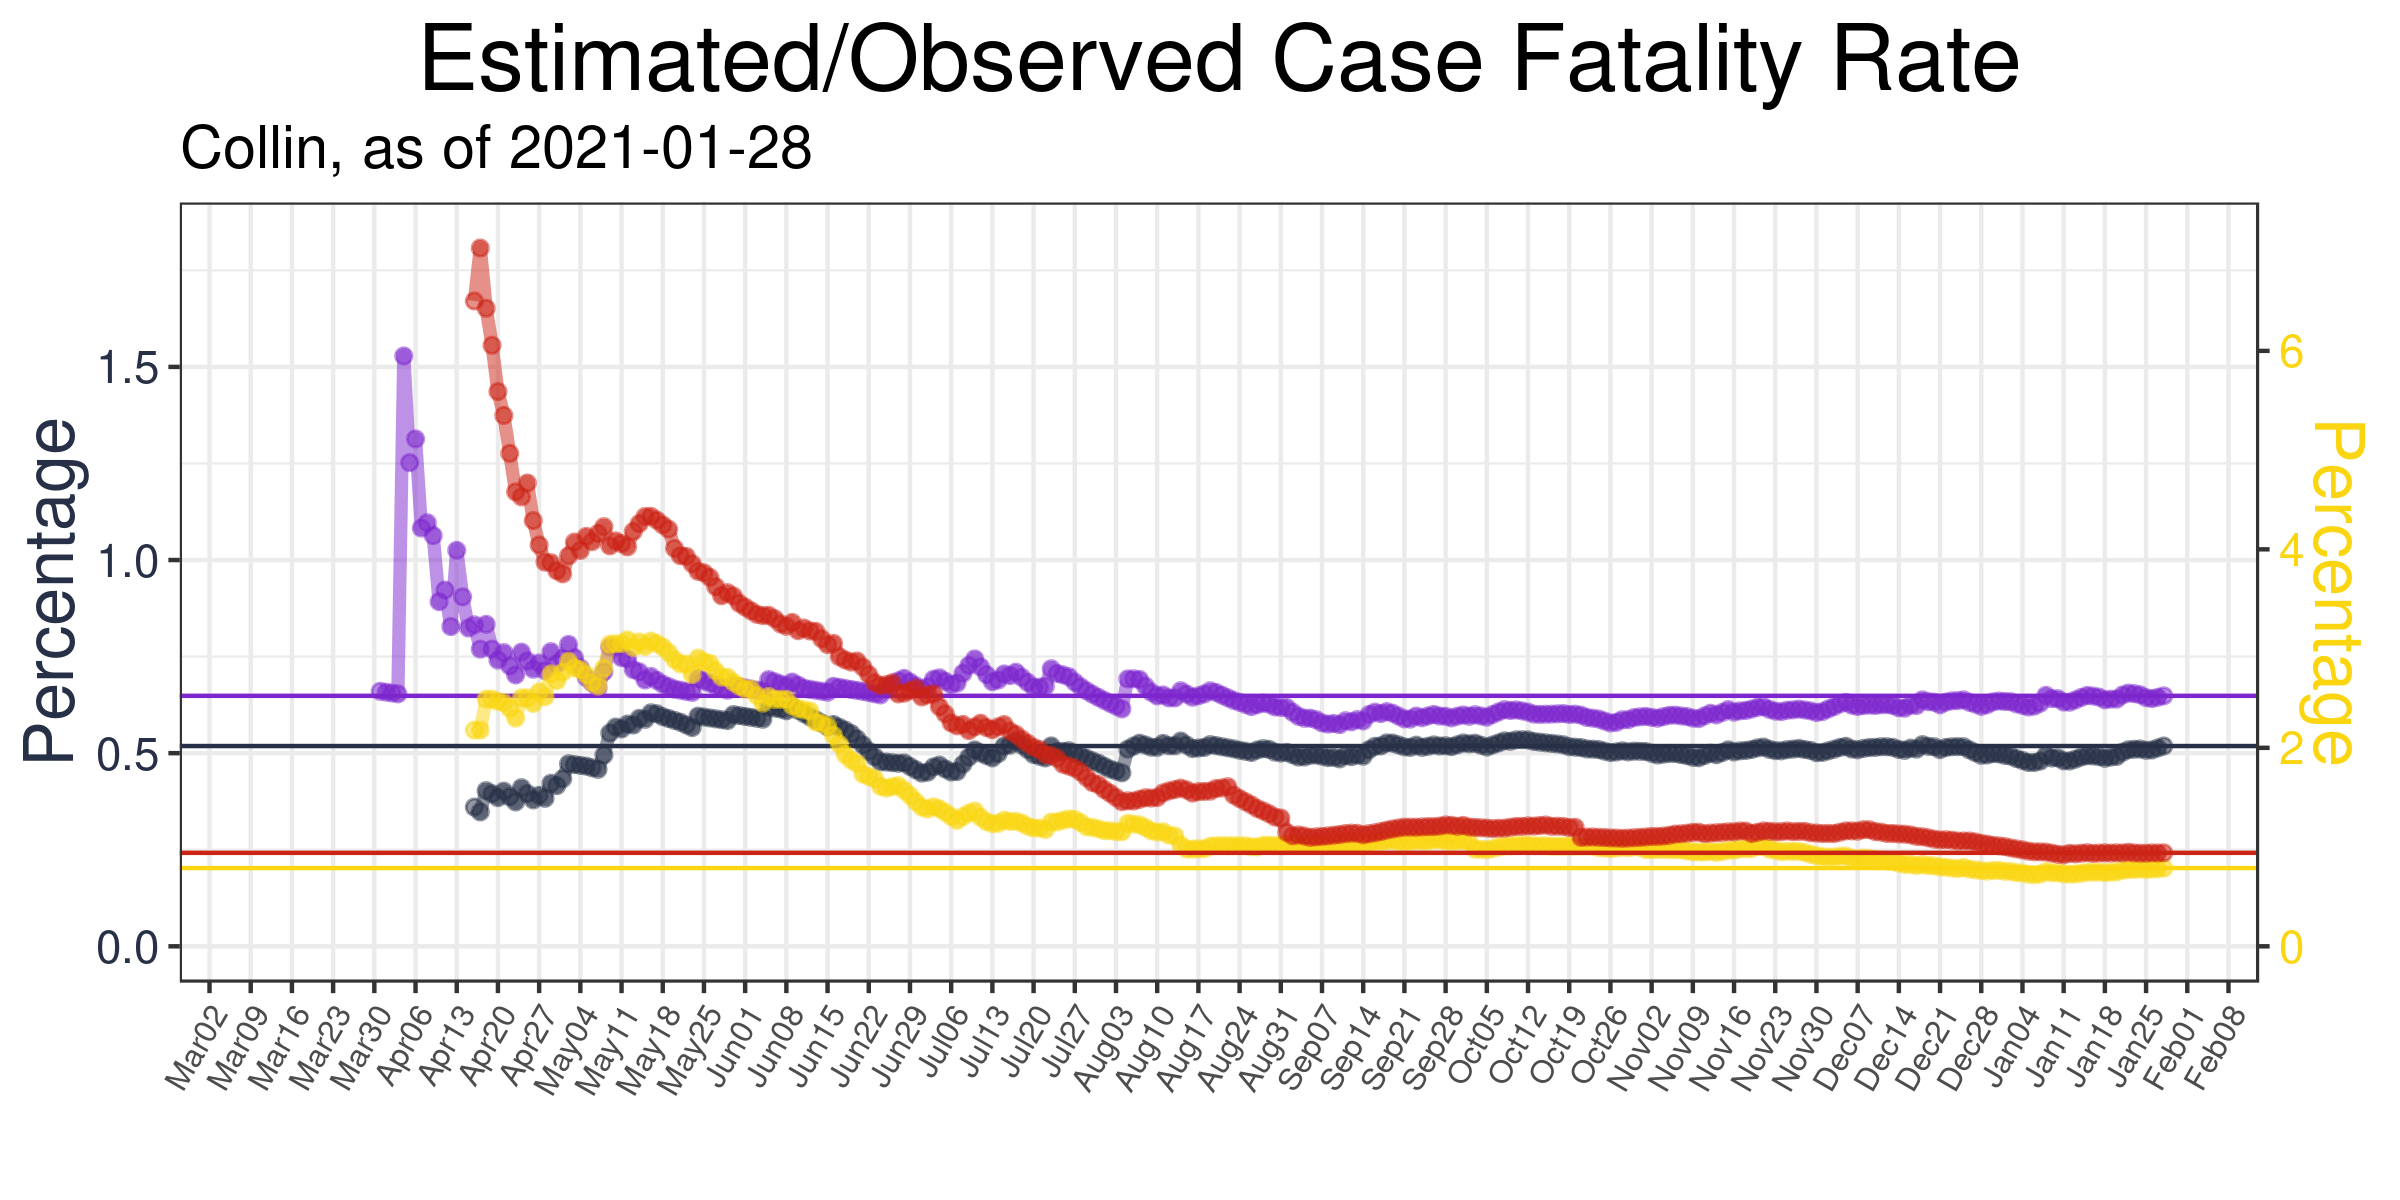 Estimated/Observed Case Fatality Rate
Collin, as of 2021-01-28
Percentage
1.5
1.0
0.5
0.0
6
4
2
0
Percentage
Mar02
Mar09
Mar16
Mar23
Mar30
Apr06
Apr13
Apr20
Apr27
May04
May11
May18
May25
Jun01
Jun08
Jun15
Jun22
Jun29
Jul06
Jul13
Jul20
Jul27
Aug03
Aug10
Aug17
Aug24
Aug31
Sep07
Sep14
Sep21
Sep28
Oct05
Oct12
Oct19
Oct26
Nov02
Nov09
Nov16
Nov23
Nov30
Dec07
Dec14
Dec21
Dec28
Jan04
Jan11
Jan18
Jan25
Feb01
Feb08